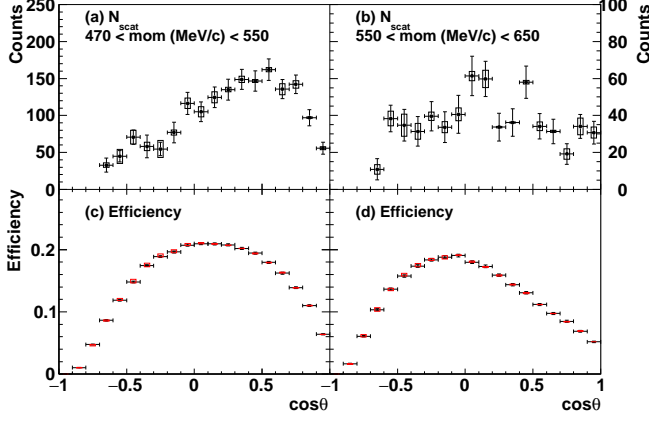 (a) N_scat
470 < mom (MeV/c) < 550
(b) N_scat
550 < mom (MeV/c) < 650
Counts
250
200
150
100
50
0
Counts
100
80
60
40
20
0
(c) Efficiency
(d) Efficiency
Efficiency
0.2
0.1
0
−1
−0.5
0
0.5
−1
−0.5
0
0.5
1
cosθ
cosθ